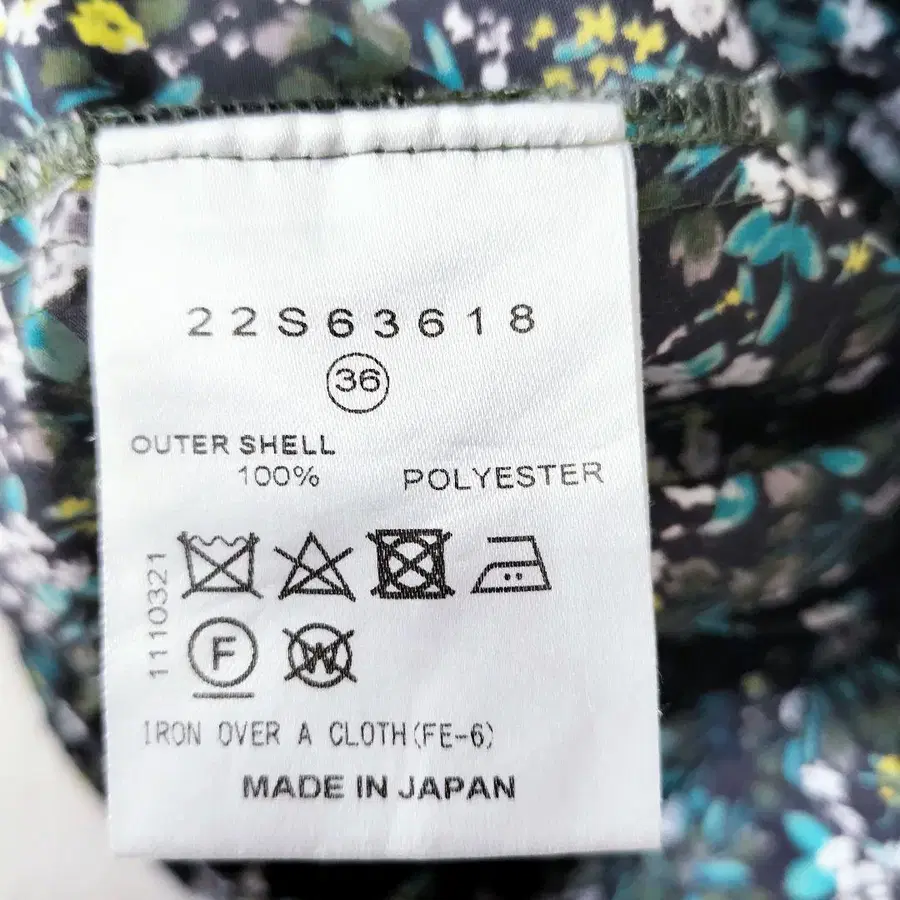 22S63618
36
OUTER SHELL
100% POLYESTER
1110321
F W
IRON OVER A CLOTH(FE-6)
MADE IN JAPAN